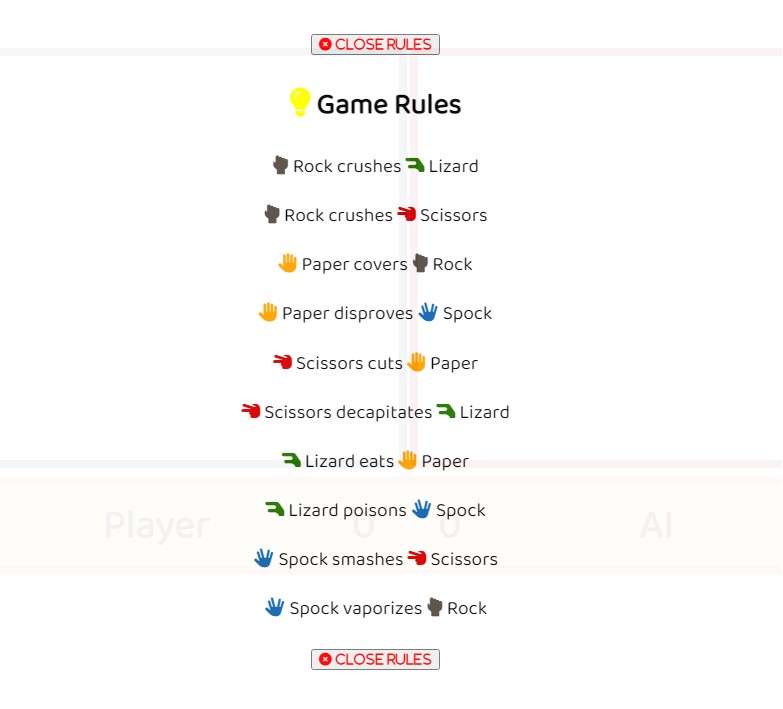 CLOSE RULES
Game Rules
Rock crushes Lizard
Rock crushes Scissors
Paper covers Rock
Paper disproves Spock
Scissors cuts Paper
Scissors decapitates Lizard
Lizard eats Paper
Lizard poisons Spock
Player 0 0 AI
Spock smashes Scissors
Spock vaporizes Rock
CLOSE RULES